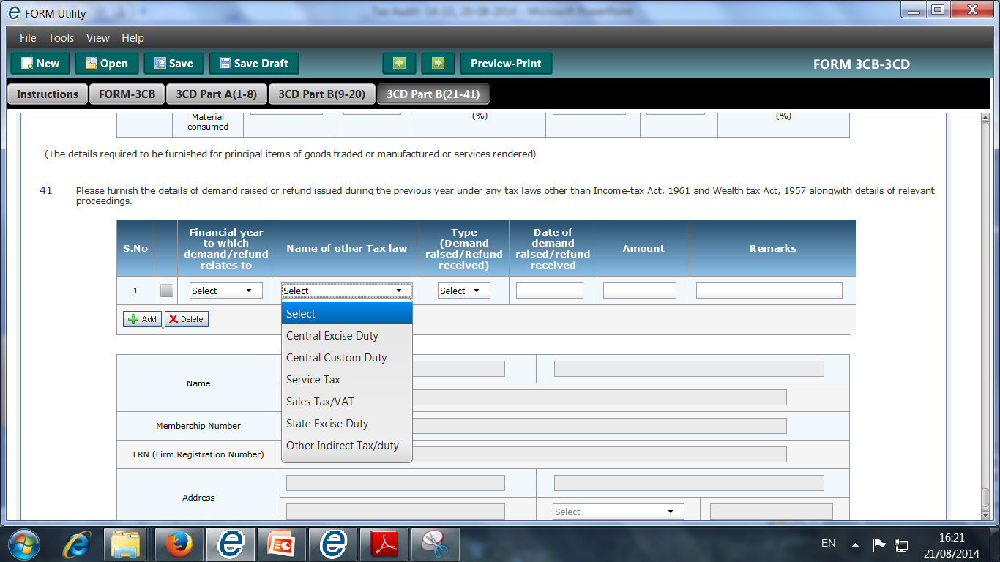 FORM Utility
Tax Audit 14-15, 20-08-2014 - Microsoft PowerPoint
File Tools View Help
New Open Save Save Draft Preview-Print FORM 3CB-3CD
Instructions FORM-3CB 3CD Part A(1-8) 3CD Part B(9-20) 3CD Part B(21-41)
Material
consumed
(%)
(%)
(The details required to be furnished for principal items of goods traded or manufactured or services rendered)
41 Please furnish the details of demand raised or refund issued during the previous year under any tax laws other than Income-tax Act, 1961 and Wealth tax Act, 1957 alongwith details of relevant
proceedings.
S.No
Financial year
to which
demand/refund
relates to
Name of other Tax law
Type
(Demand
raised/Refund
received)
Date of
demand
raised/refund
received
Amount
Remarks
1 Select Select Select
Select
Central Excise Duty
Central Custom Duty
Service Tax
Sales Tax/VAT
State Excise Duty
Other Indirect Tax/duty
Add Delete
Name
Membership Number
FRN (Firm Registration Number)
Address
Select
EN
16:21
21/08/2014